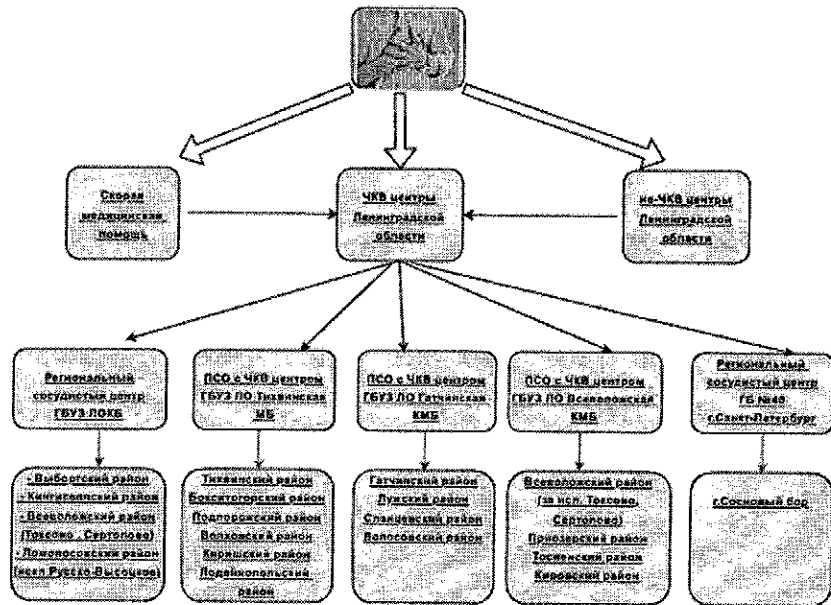 Скорая
медицинская
помощь
ЧКВ центры
Ленинградской
области
не-ЧКВ центры
Ленинградской
области
Региональный
сосудистый центр
ГБУЗ ЛОКБ
ПСО с ЧКВ центром
ГБУЗ ЛО Тихвинская
МБ
ПСО с ЧКВ центром
ГБУЗ ЛО Гатчинская
КМБ
ПСО с ЧКВ центром
ГБУЗ ЛО Всеволожская
КМБ
Региональный
сосудистый центр
ГБ №40
г.Санкт-Петербург
- Выборгский район
- Кингисеппский район
- Всеволожский район
(Токсово , Сертолово)
- Ломоносовский район
(искл Русско-Высоцкое)
Тихвинский район
Бокситогорский район
Подпорожский район
Волховский район
Киришский район
Лодейнопольский
район
Гатчинский район
Лужский район
Сланцевский район
Волосовский район
Всеволожский район
(за исл. Токсово,
Сертолово)
Приозерский район
Тосненский район
Кировский район
г.Сосновый бор